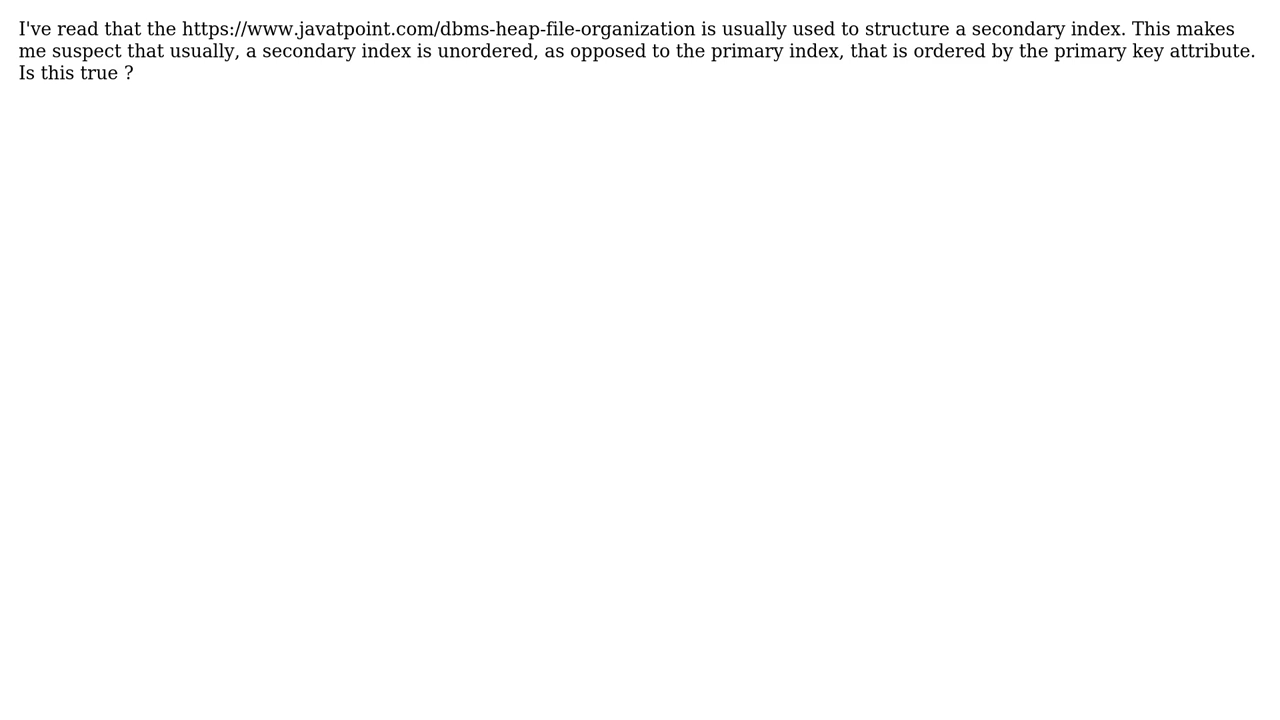 I've read that the https://www.javatpoint.com/dbms-heap-file-organization is usually used to structure a secondary index. This makes
me suspect that usually, a secondary index is unordered, as opposed to the primary index, that is ordered by the primary key attribute.
Is this true ?